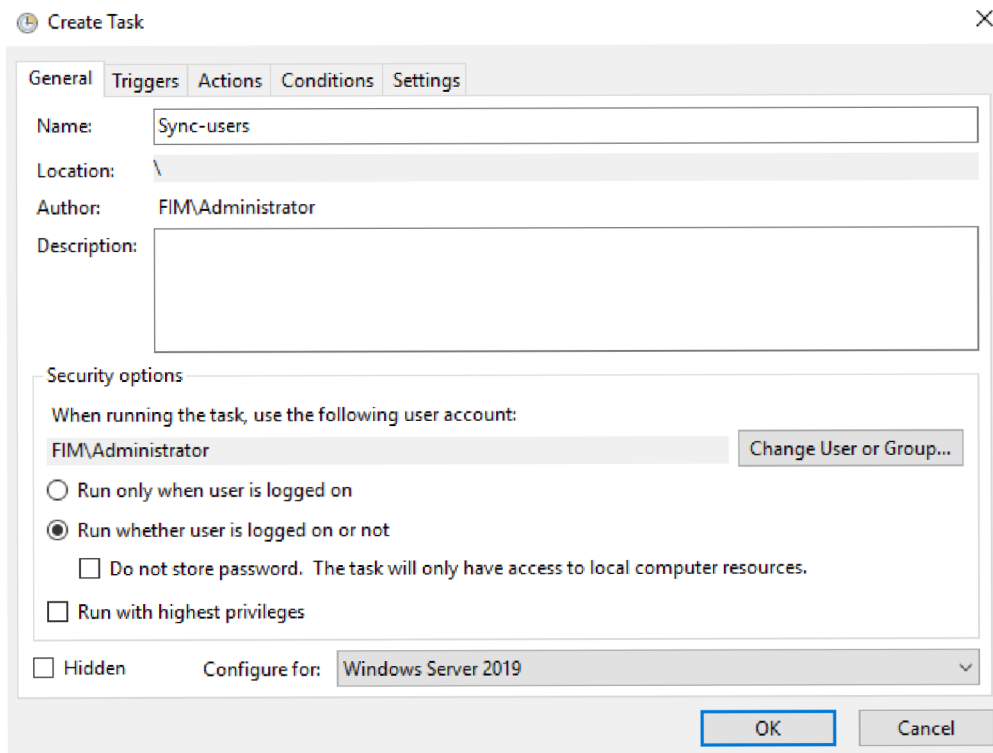 Create Task
General Triggers Actions Conditions Settings
Name: Sync-users
Location: \
Author: FIM\Administrator
Description:
Security options
When running the task, use the following user account:
FIM\Administrator Change User or Group...
Run only when user is logged on
Run whether user is logged on or not
Do not store password. The task will only have access to local computer resources.
Run with highest privileges
Hidden Configure for: Windows Server 2019
OK Cancel